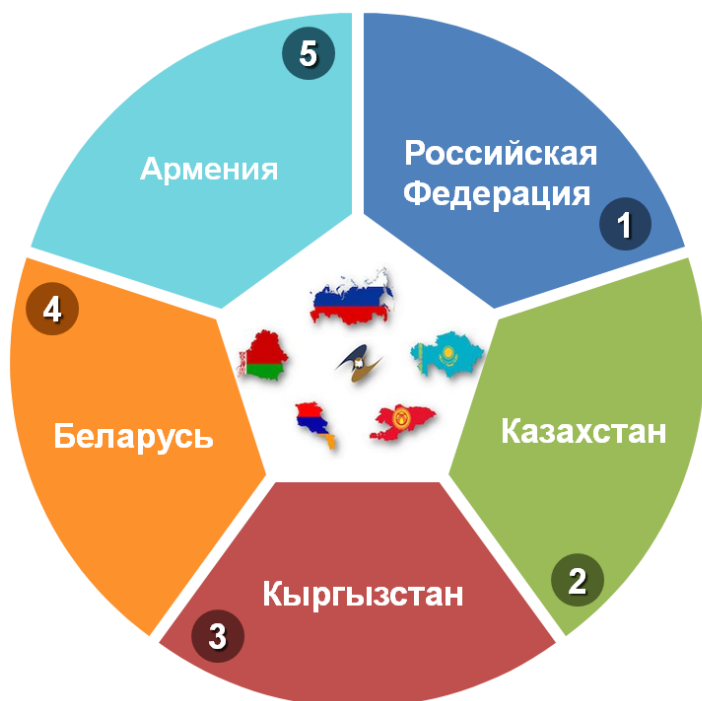 Российская
Федерация
1
Казахстан
2
Кыргызстан
3
Беларусь
4
Армения
5